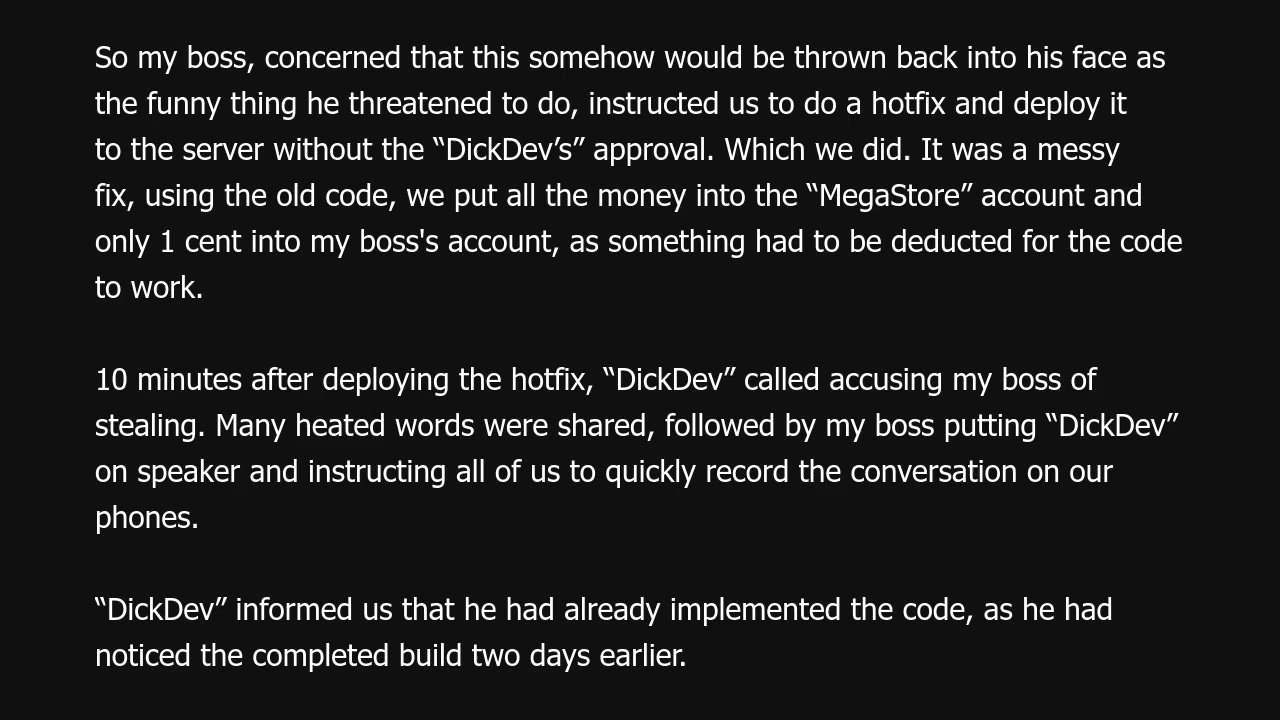 So my boss, concerned that this somehow would be thrown back into his face as
the funny thing he threatened to do, instructed us to do a hotfix and deploy it
to the server without the “DickDev’s” approval. Which we did. It was a messy
fix, using the old code, we put all the money into the “MegaStore” account and
only 1 cent into my boss's account, as something had to be deducted for the code
to work.
10 minutes after deploying the hotfix, “DickDev” called accusing my boss of
stealing. Many heated words were shared, followed by my boss putting “DickDev”
on speaker and instructing all of us to quickly record the conversation on our
phones.
“DickDev” informed us that he had already implemented the code, as he had
noticed the completed build two days earlier.